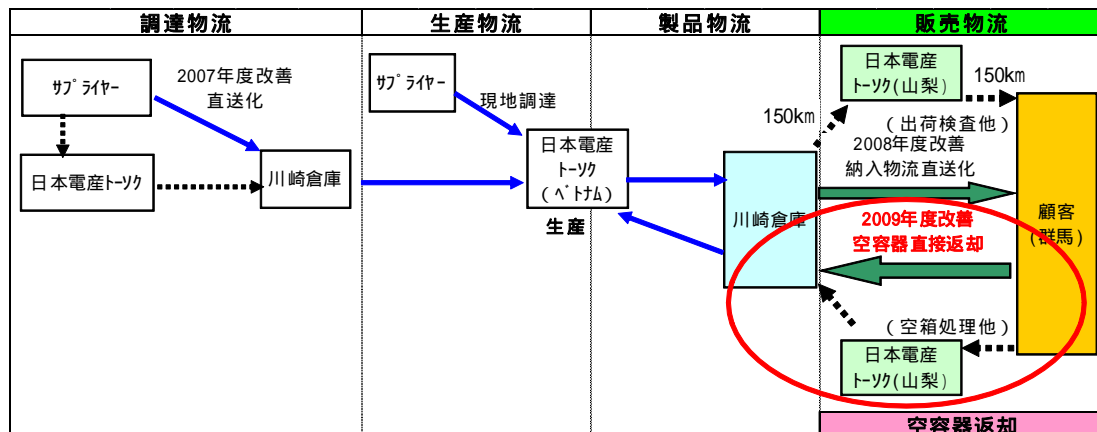 調達物流
生産物流
製品物流
販売物流
ｻﾌﾟﾗｲﾔｰ
2007年度改善
直送化
日本電産ﾄｰｿｸ
川崎倉庫
ｻﾌﾟﾗｲﾔｰ
現地調達
日本電産
ﾄｰｿｸ
(ﾍﾞﾄﾅﾑ)
生産
川崎倉庫
150km
日本電産
ﾄｰｿｸ(山梨)
150km
(出荷検査他)
2008年度改善
納入物流直送化
2009年度改善
空容器直接返却
顧客
(群馬)
(空箱処理他)
日本電産
ﾄｰｿｸ(山梨)
空容器返却